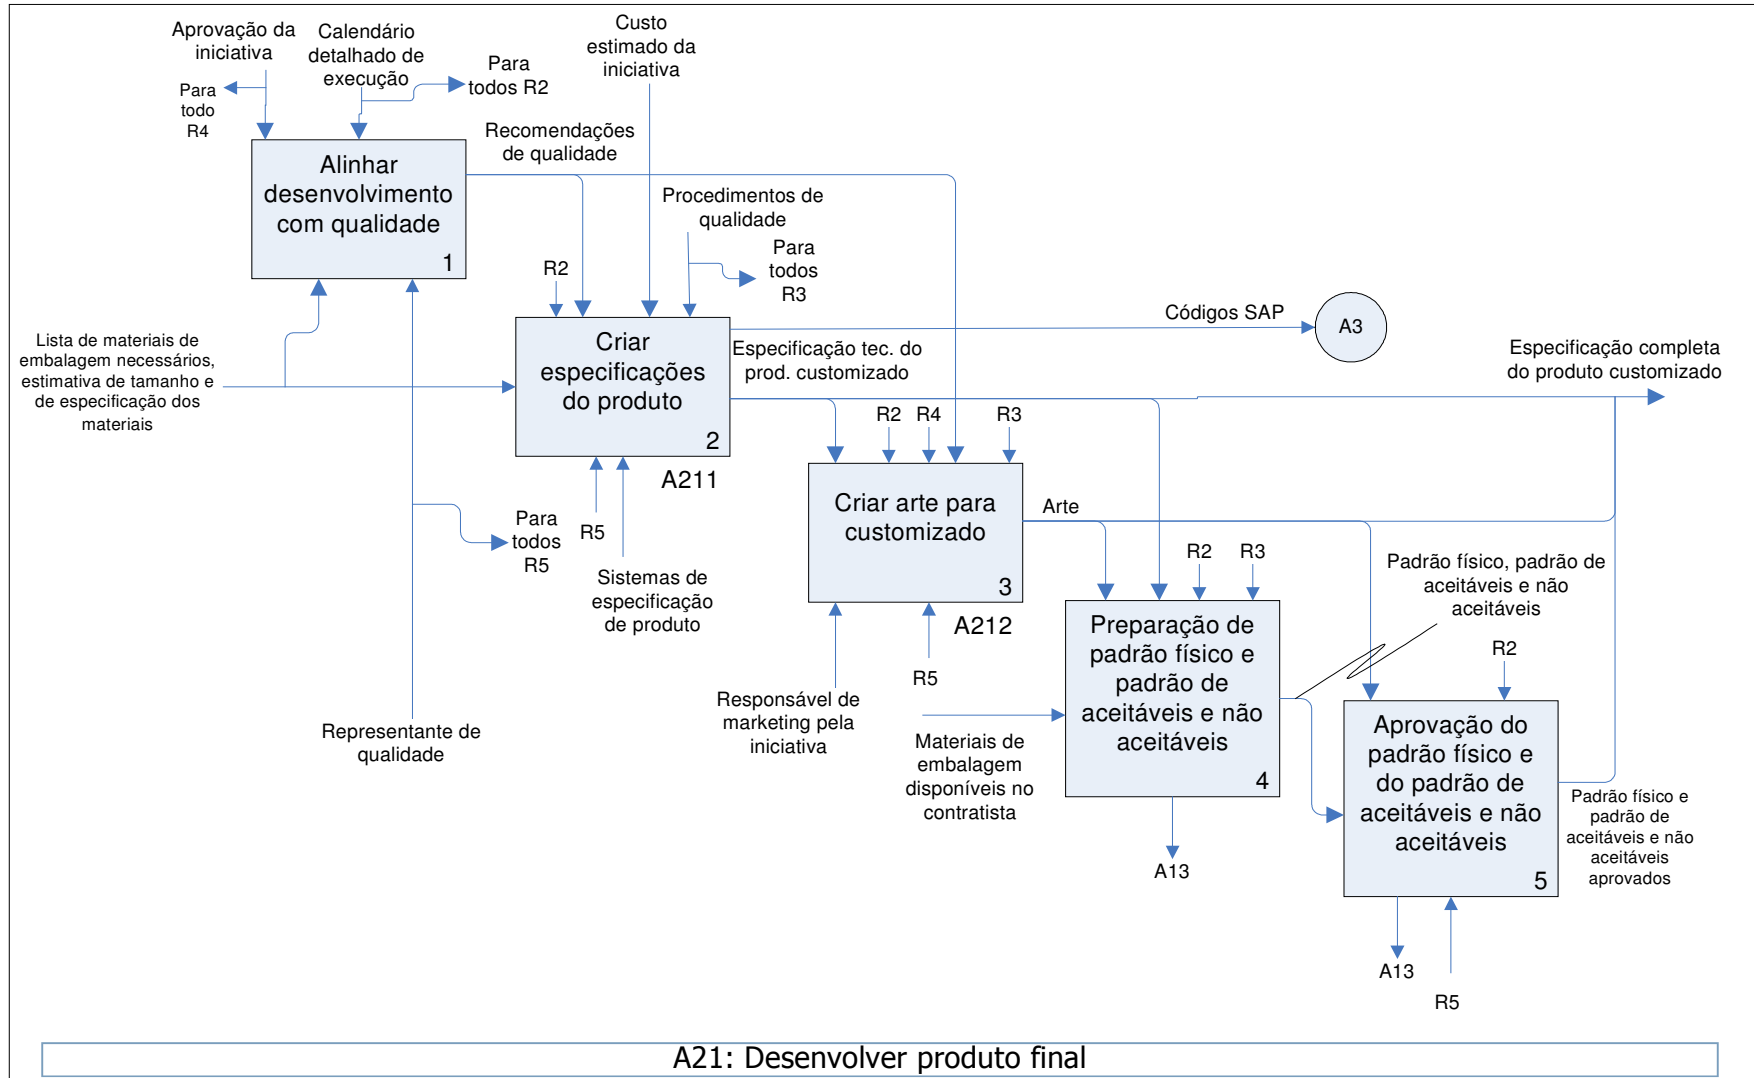 Aprovação da
iniciativa
Calendário
detalhado de
execução
Custo
estimado da
iniciativa
Para
todo
R4
Para
todos R2
Recomendações
de qualidade
Alinhar
desenvolvimento
com qualidade
1
Procedimentos de
qualidade
Para
todos
R3
R2
Lista de materiais de
embalagem necessários,
estimativa de tamanho e
de especificação dos
materiais
Criar
especificações
do produto
2
A211
Códigos SAP
A3
Especificação tec. do
prod. customizado
Especificação completa
do produto customizado
R2
R4
R3
Para
todos
R5
R5
Sistemas de
especificação
de produto
Criar arte para
customizado
3
A212
Arte
R2
R3
Padrão físico, padrão de
aceitáveis e não
aceitáveis
Representante de
qualidade
Responsável de
marketing pela
iniciativa
R5
Materiais de
embalagem
disponíveis no
contratista
Preparação de
padrão físico e
padrão de
aceitáveis e não
aceitáveis
4
A13
R2
Aprovação do
padrão físico e
do padrão de
aceitáveis e não
aceitáveis
5
Padrão físico e
padrão de
aceitáveis e não
aceitáveis
aprovados
A13
R5
A21: Desenvolver produto final